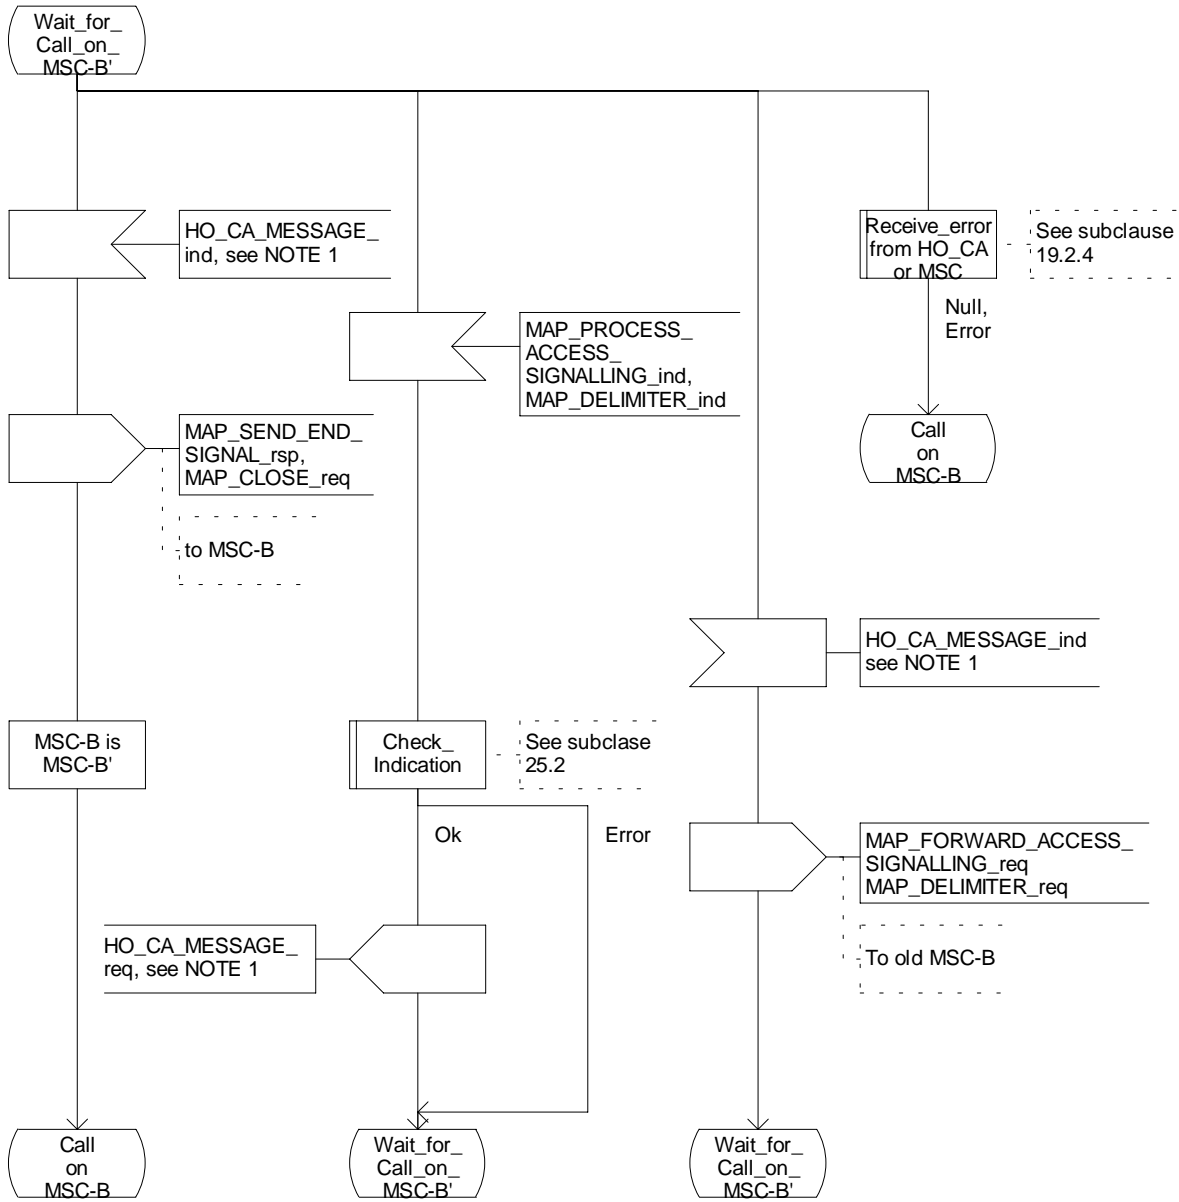 Wait_for_
Call_on_
MSC-B'
HO_CA_MESSAGE_
ind, see NOTE 1
Receive_error
from HO_CA
or MSC
See subclause
19.2.4
Null,
Error
MAP_PROCESS_
ACCESS_
SIGNALLING_ind,
MAP_DELIMITER_ind
MAP_SEND_END_
SIGNAL_rsp,
MAP_CLOSE_req
Call
on
MSC-B
to MSC-B
HO_CA_MESSAGE_ind
see NOTE 1
MSC-B is
MSC-B'
Check_
Indication
See subclase
25.2
Ok
Error
MAP_FORWARD_ACCESS_
SIGNALLING_req
MAP_DELIMITER_req
HO_CA_MESSAGE_
req, see NOTE 1
To old MSC-B
Call
on
MSC-B
Wait_for_
Call_on_
MSC-B'
Wait_for_
Call_on_
MSC-B'